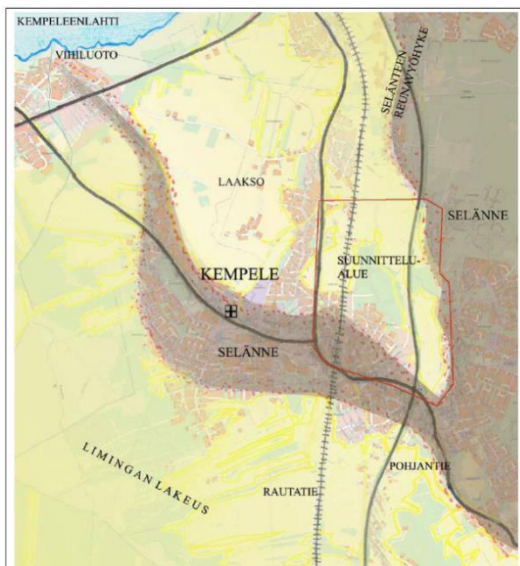 KEMPELEENLAHTI
VIHILUOTO
SELÄNTEEN
REUNAVYÖHYKE
LAAKSO
SELÄNNE
SUUNNITTELU-
ALUE
KEMPELE
SELÄNNE
LIMINGAN LAKEUS
POHJANTIE
RAUTATIE